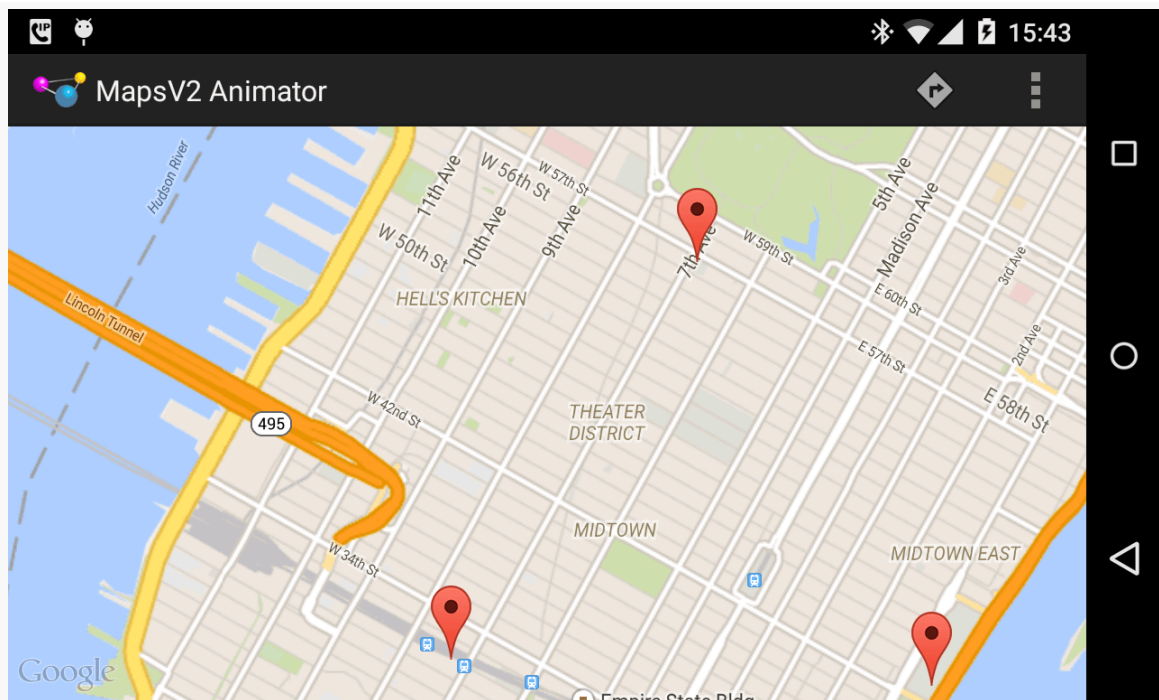 15:43
MapsV2 Animator
Hudson River
11th Ave
W 56th St
W 57th St
5th Ave
Madison Ave
W 50th St
10th Ave
9th Ave
7th Ave
W 59th St
3rd Ave
HELL'S KITCHEN
E 60th St
Lincoln Tunnel
2nd Ave
E 57th St
W 42nd St
E 58th St
THEATER
DISTRICT
495
MIDTOWN
MIDTOWN EAST
W 34th St
Google
Empire State Bldg